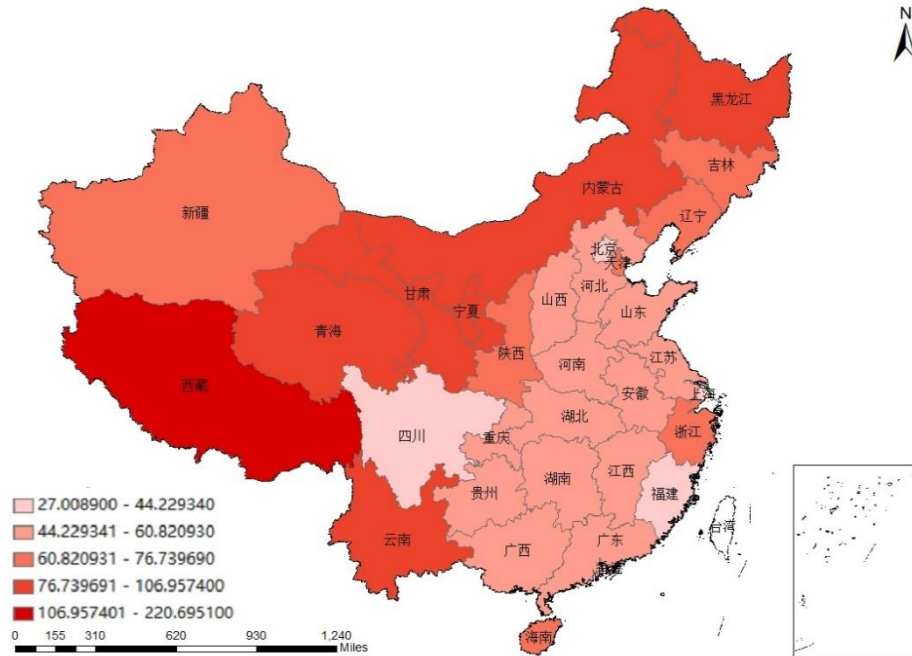 N
黑龙江
吉林
内蒙古
辽宁
新疆
北京
天津
甘肃
宁夏
河北
山西
山东
青海
陕西
河南
江苏
西藏
安徽
上海
湖北
四川
重庆
浙江
湖南
江西
贵州
福建
台湾
云南
广西
广东
海南
27.008900 - 44.229340
44.229341 - 60.820930
60.820931 - 76.739690
76.739691 - 106.957400
106.957401 - 220.695100
0 155 310 620 930 1,240
Miles